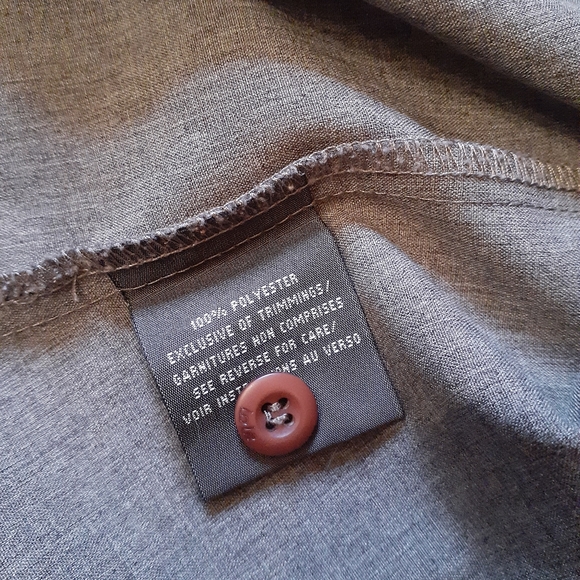 100% POLYESTER
EXCLUSIVE OF TRIMMINGS/
GARNITURES NON COMPRISES
SEE REVERSE FOR CARE/
VOIR AU VERSO